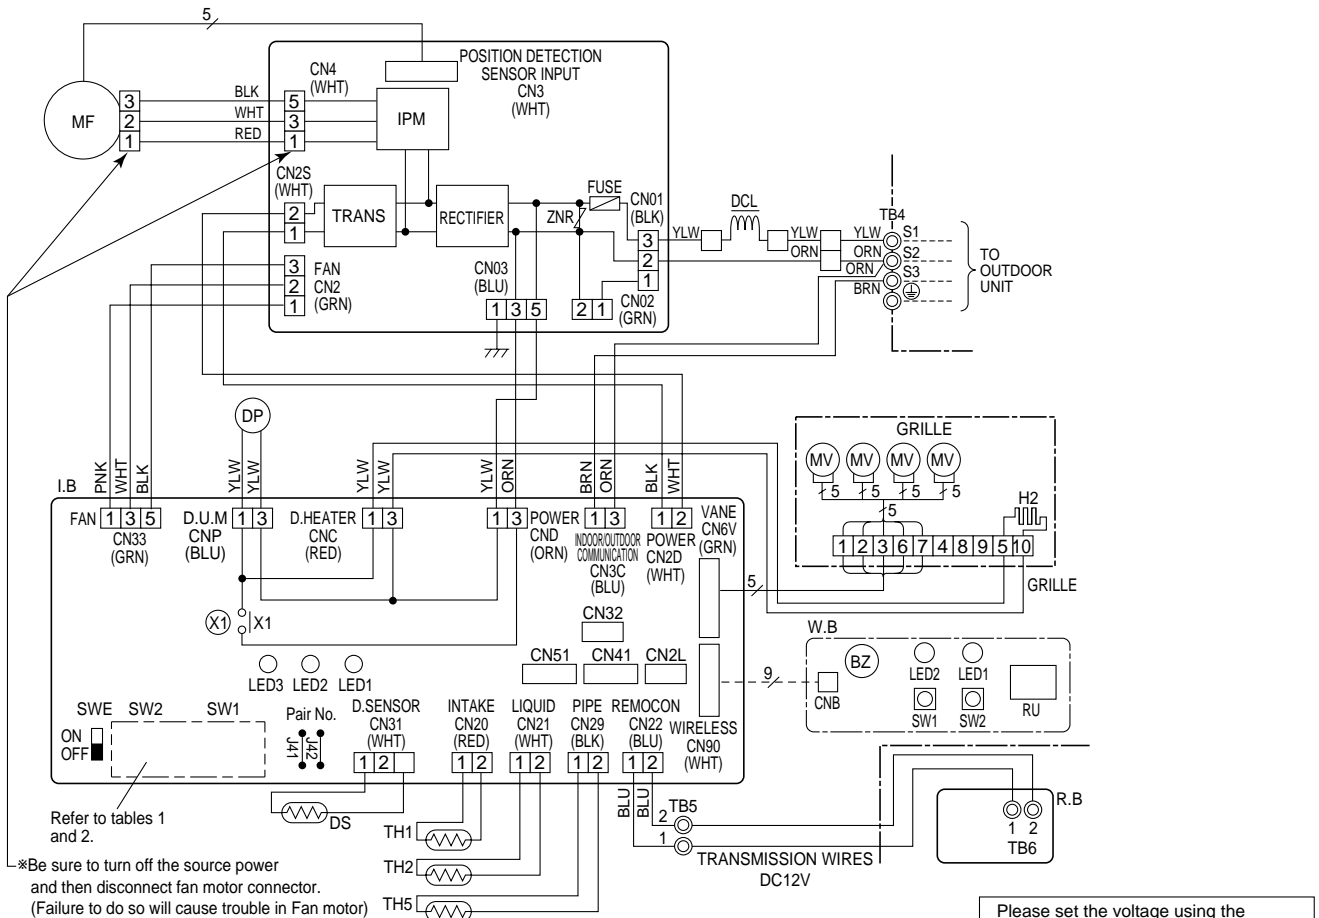 5
POSITION DETECTION
SENSOR INPUT
CN3
(WHT)
CN4
(WHT)
MF
3
2
1
BLK
WHT
RED
5
3
1
IPM
CN2S
(WHT)
2
1
TRANS
RECTIFIER
FUSE
ZNR
CN01
(BLK)
3
2
1
YLW
DCL
YLW
ORN
TB4
YLW
ORN
ORN
BRN
S1
S2
S3
TO
OUTDOOR
UNIT
3
2
1
FAN
CN2
(GRN)
CN03
(BLU)
1 3 5
2 1
CN02
(GRN)
DP
I.B
PNK
WHT
BLK
YLW
YLW
YLW
YLW
YLW
ORN
BRN
ORN
BLK
WHT
FAN 1 3 5
CN33
(GRN)
D.U.M
CNP
(BLU)
1 3
D.HEATER
CNC
(RED)
1 3
1 3
POWER
CND
(ORN)
1 3
INDOOR/OUTDOOR
COMMUNICATION
CN3C
(BLU)
1 2
POWER
CN2D
(WHT)
VANE
CN6V
(GRN)
5
GRILLE
MV MV MV MV
5 5 5 5
5
H2
1 2 3 6 7 4 8 9 5 10
GRILLE
X1 X1
CN32
CN51 CN41 CN2L
LED3 LED2 LED1
9
W.B
CNB
BZ
LED2
LED1
SW1
SW2
RU
SWE SW2 SW1
ON
OFF
Pair No.
J41
J42
D.SENSOR
CN31
(WHT)
1 2
INTAKE
CN20
(RED)
1 2
LIQUID
CN21
(WHT)
1 2
PIPE
CN29
(BLK)
1 2
REMOCON
CN22
(BLU)
1 2
WIRELESS
CN90
(WHT)
BLU
BLU
TB5
2
1
TRANSMISSION WIRES
DC12V
R.B
1 2
TB6
Refer to tables 1
and 2.
DS
TH1
TH2
TH5
※Be sure to turn off the source power
and then disconnect fan motor connector.
(Failure to do so will cause trouble in Fan motor)
Please set the voltage using the